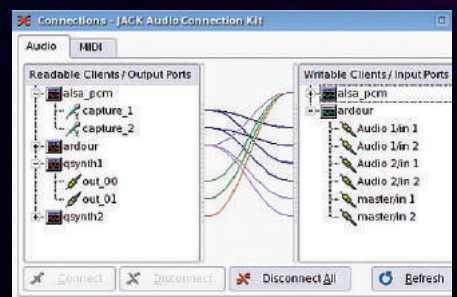 Connections - JACK Audio Connection Kit
Audio
MIDI
Readable Clients / Output Ports
alsa_pcm
capture_1
capture_2
ardour
qsynth1
out_00
out_01
qsynth2
Writable Clients / Input Ports
alsa_pcm
ardour
Audio 1/in 1
Audio 1/in 2
Audio 2/in 1
Audio 2/in 2
master/in 1
master/in 2
Connect
Disconnect
Disconnect All
Refresh